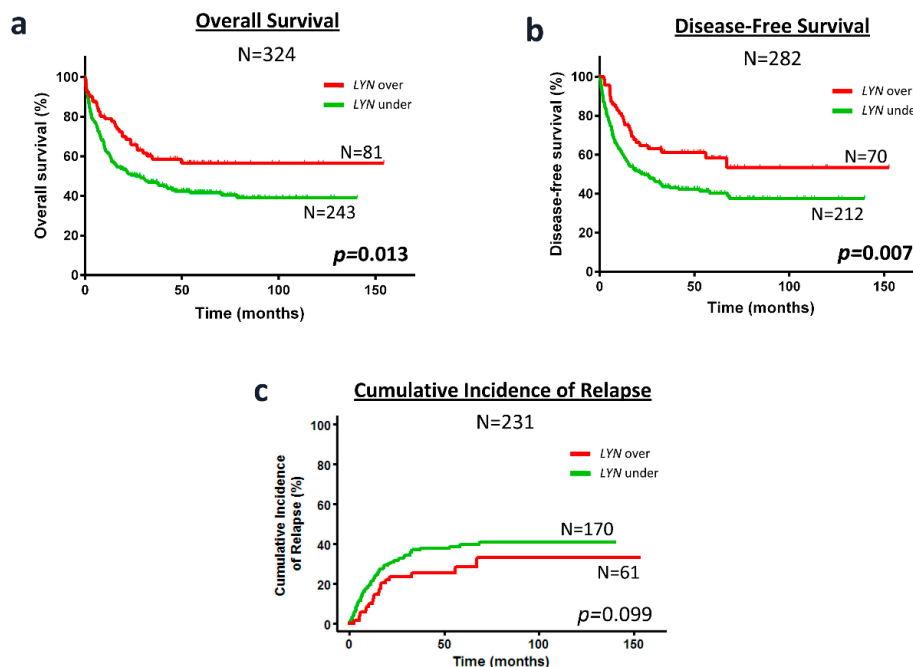 a
Overall Survival
N=324
LYN over
LYN under
Overall survival (%)
100
80
60
40
20
0
N=81
N=243
p=0.013
0 50 100 150
Time (months)
b
Disease-Free Survival
N=282
LYN over
LYN under
Disease-free survival (%)
100
80
60
40
20
0
N=70
N=212
p=0.007
0 50 100 150
Time (months)
c
Cumulative Incidence of Relapse
N=231
LYN over
LYN under
Cumulative Incidence
of Relapse (%)
100
80
60
40
20
0
N=170
N=61
p=0.099
0 50 100 150
Time (months)